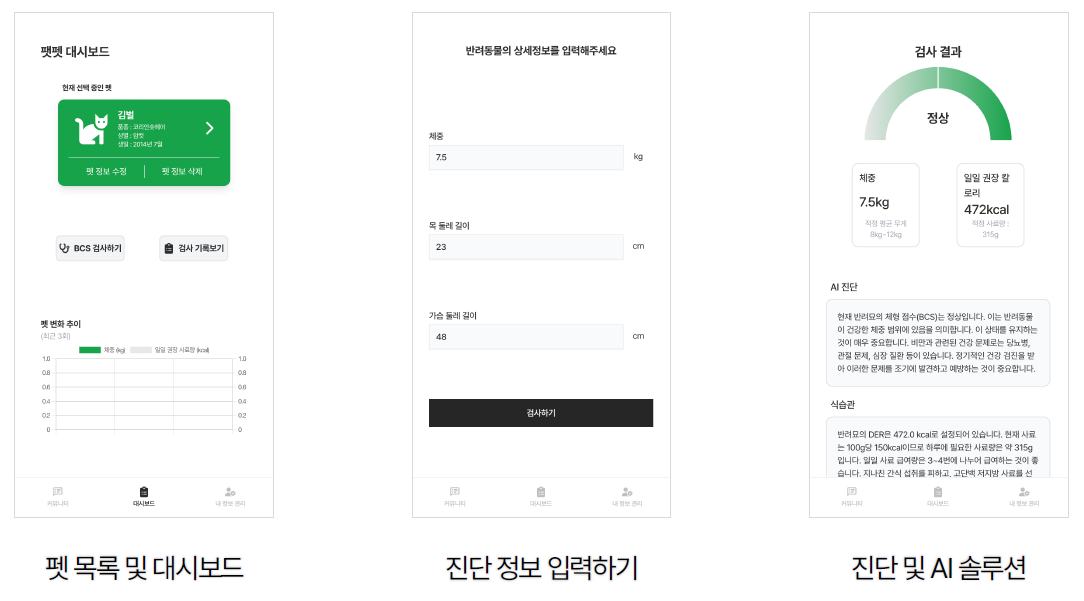 팻펫 대시보드
현재 선택 중인 펫
김벌
품종 : 코리안숏헤어
성별 : 암컷
생일 : 2014년 7월
펫 정보 수정
펫 정보 삭제
BCS 검사하기
검사 기록보기
펫 변화 추이
(최근 3회)
체중 (kg)
일일 권장 사료량 (kcal)
1.0
1.0
0.8
0.8
0.6
0.6
0.4
0.4
0.2
0.2
0
0
커뮤니티
대시보드
내 정보 관리
펫 목록 및 대시보드
반려동물의 상세정보를 입력해주세요
체중
7.5
kg
목 둘레 길이
23
cm
가슴 둘레 길이
48
cm
검사하기
커뮤니티
대시보드
내 정보 관리
진단 정보 입력하기
검사 결과
정상
체중
7.5kg
적정 평균 무게
8kg~12kg
일일 권장 칼
로리
472kcal
적정 사료량 :
315g
AI 진단
현재 반려묘의 체형 점수(BCS)는 정상입니다. 이는 반려동물
이 건강한 체중 범위에 있음을 의미합니다. 이 상태를 유지하는
것이 매우 중요합니다. 비만과 관련된 건강 문제로는 당뇨병,
관절 문제, 심장 질환 등이 있습니다. 정기적인 건강 검진을 받
아 이러한 문제를 조기에 발견하고 예방하는 것이 중요합니다.
식습관
반려묘의 DER은 472.0 kcal로 설정되어 있습니다. 현재 사료
는 100g당 150kcal이므로 하루에 필요한 사료량은 약 315g
입니다. 일일 사료 급여량은 3~4번에 나누어 급여하는 것이 좋
습니다. 지나친 간식 섭취를 피하고, 고단백 저지방 사료를 선
커뮤니티
대시보드
내 정보 관리
진단 및 AI 솔루션